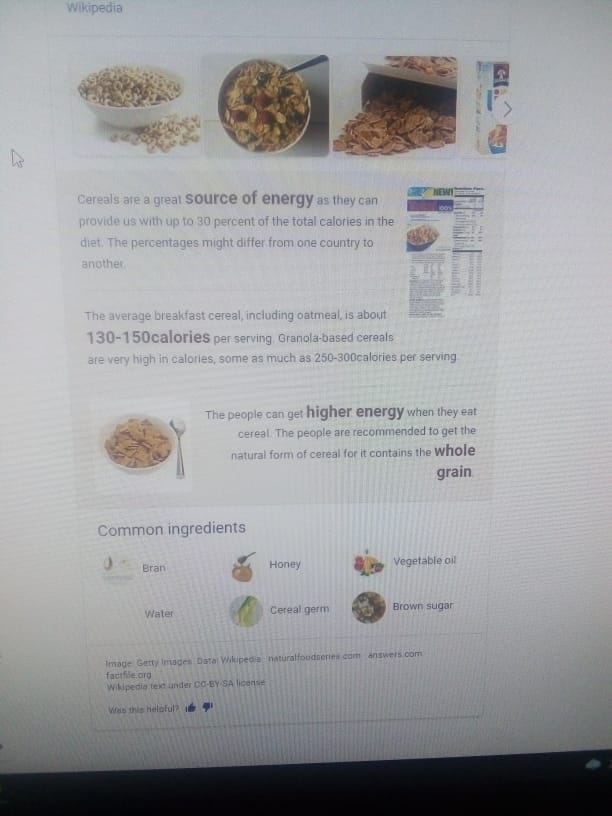 Wikipedia
NEW!
100%
Cereals are a great source of energy as they can
provide us with up to 30 percent of the total calories in the
diet. The percentages might differ from one country to
another.
The average breakfast cereal, including oatmeal, is about
130-150calories per serving. Granola-based cereals
are very high in calories, some as much as 250-300calories per serving.
The people can get higher energy when they eat
cereal. The people are recommended to get the
natural form of cereal for it contains the whole
grain.
Common ingredients
Bran Honey Vegetable oil
Water Cereal germ Brown sugar
Image: Getty Images. Data: Wikipedia · naturalfoodseries.com · answers.com ·
factfile.org
Wikipedia text under CC-BY-SA license
Was this helpful?